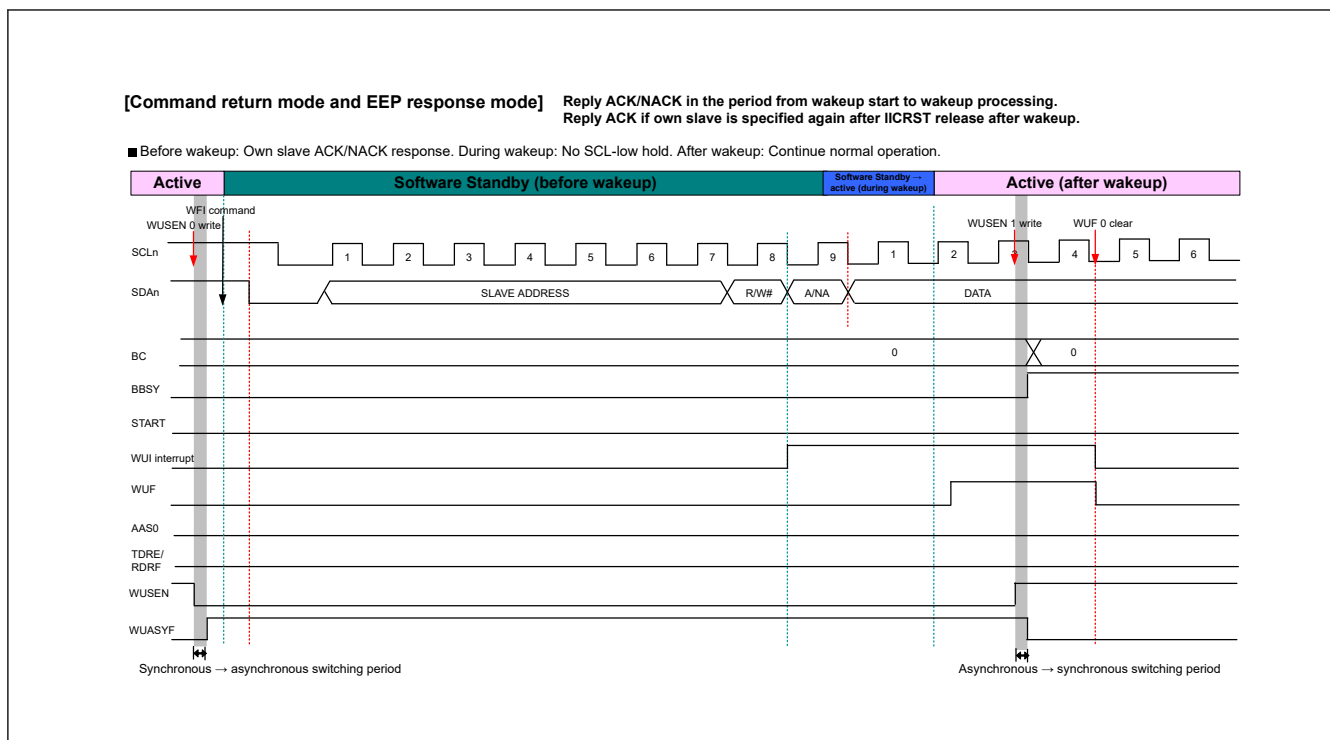 [Command return mode and EEP response mode] Reply ACK/NACK in the period from wakeup start to wakeup processing.
Reply ACK if own slave is specified again after IICRST release after wakeup.
■ Before wakeup: Own slave ACK/NACK response. During wakeup: No SCL-low hold. After wakeup: Continue normal operation.
Active Software Standby (before wakeup) Software Standby → active (during wakeup) Active (after wakeup)
WFI command
WUSEN 0 write WUSEN 1 write WUF 0 clear
SCLn 1 2 3 4 5 6 7 8 9 1 2 3 4 5 6
SDAn SLAVE ADDRESS R/W# A/NA DATA
BC 0 0
BBSY
START
WUI interrupt
WUF
AAS0
TDRE/
RDRF
WUSEN
WUASYF
Synchronous → asynchronous switching period Asynchronous → synchronous switching period